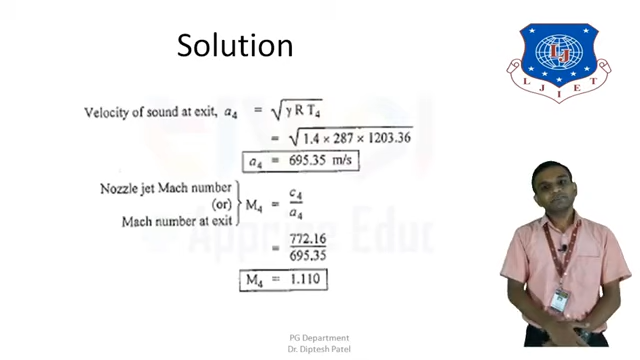 Solution
LJIET
Velocity of sound at exit, a₄ = √(γ R T₄)
= √(1.4 × 287 × 1203.36)
a₄ = 695.35 m/s
Nozzle jet Mach number
(or)
Mach number at exit
} M₄ = c₄/a₄
= 772.16/695.35
M₄ = 1.110
PG Department
Dr. Diptesh Patel